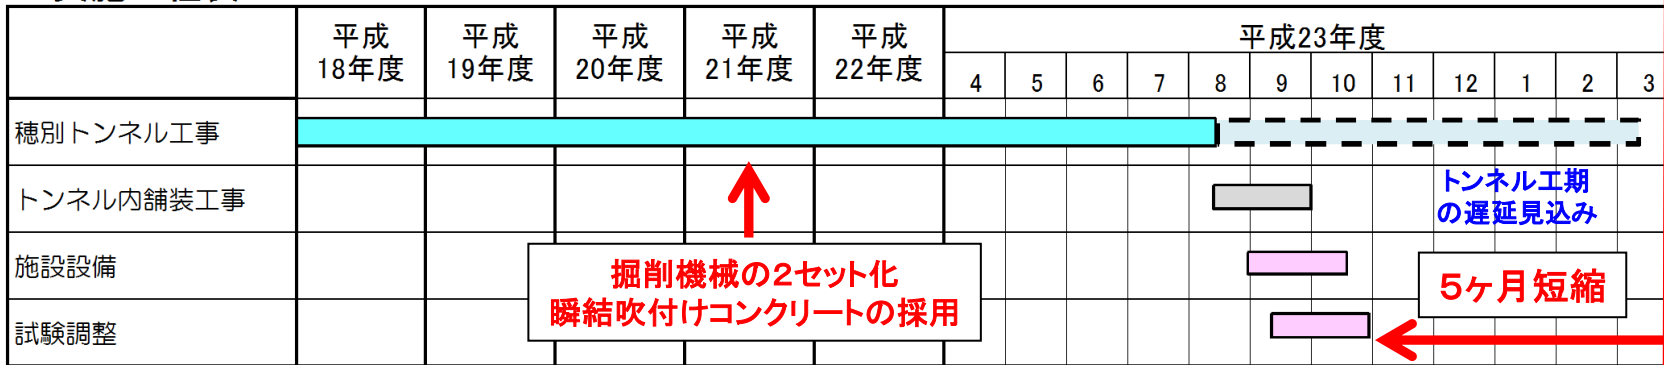 平成
18年度
平成
19年度
平成
20年度
平成
21年度
平成
22年度
平成23年度
4 5 6 7 8 9 10 11 12 1 2 3
穂別トンネル工事
トンネル内舗装工事
トンネル工期
の遅延見込み
施設設備
掘削機械の2セット化
瞬結吹付けコンクリートの採用
5ヶ月短縮
試験調整